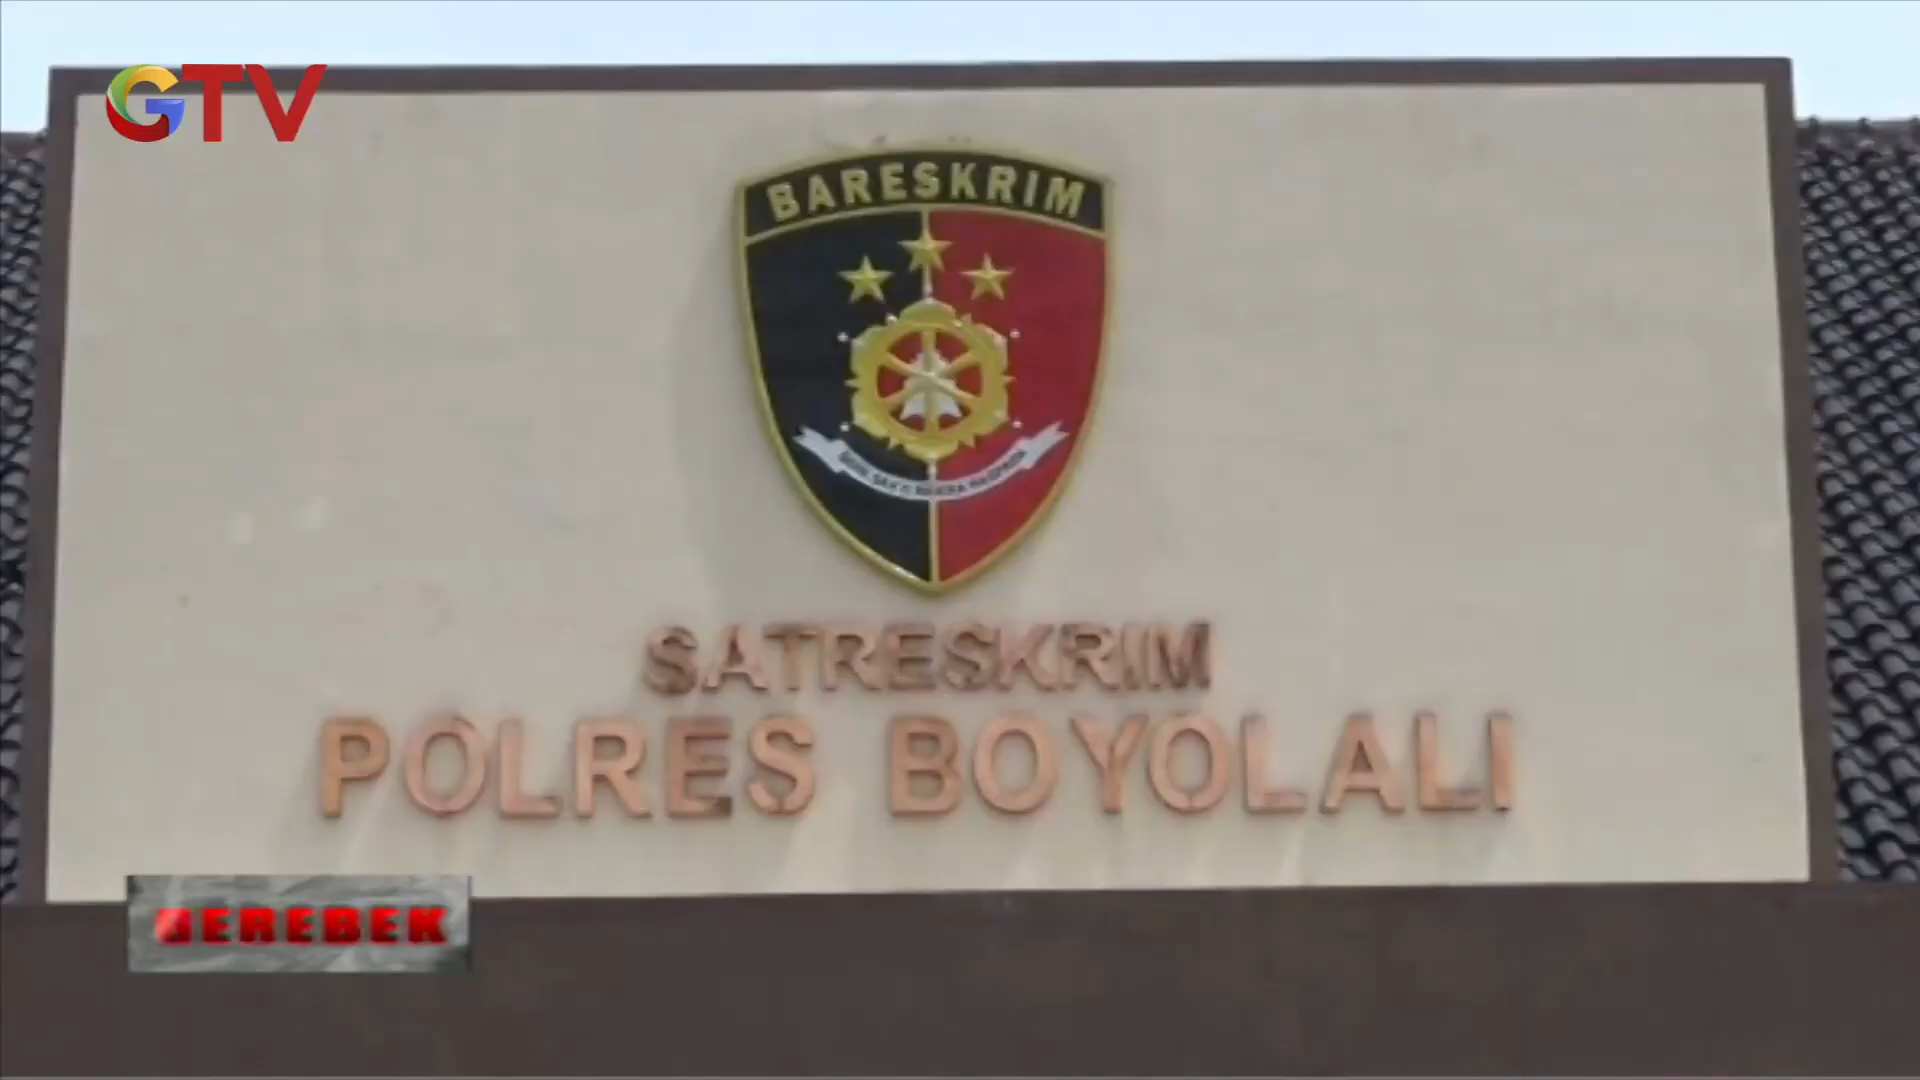 GTV
BARESKRIM
SATRESKRIM
POLRES BOYOLALI
GEREBEK